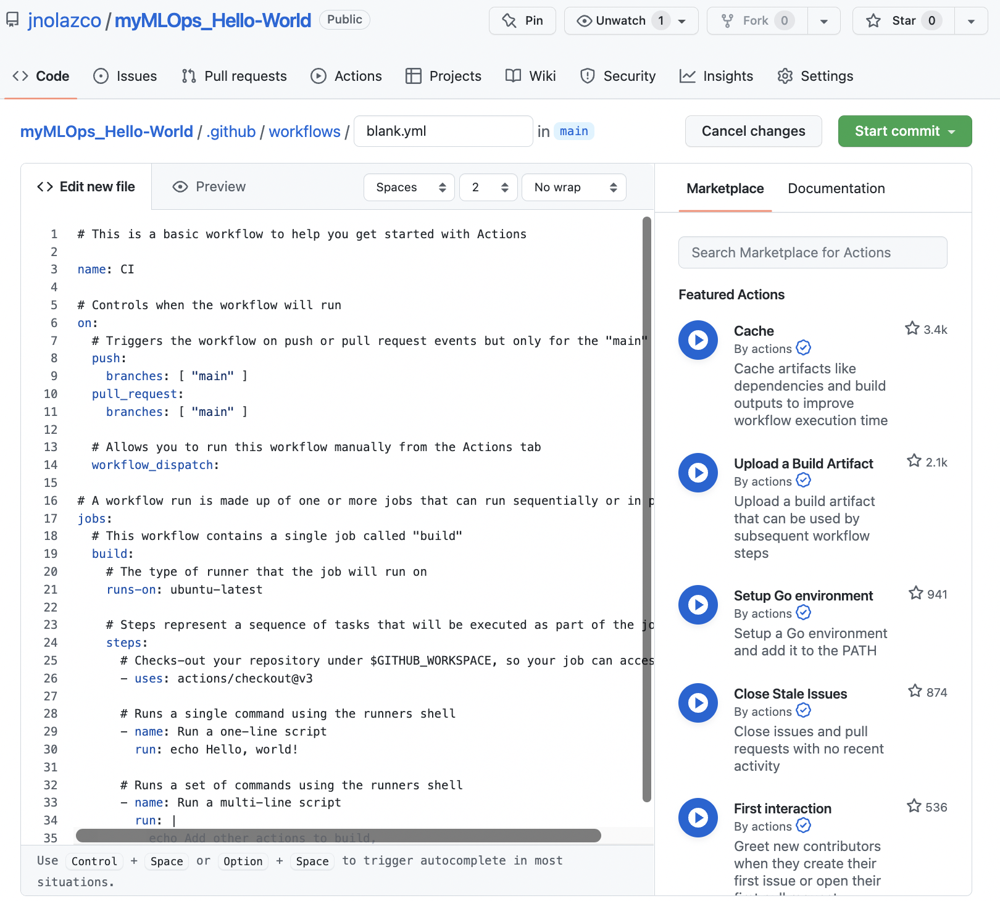 jnolazco / myMLOps_Hello-World Public Pin Unwatch 1 Fork 0 Star 0
Code Issues Pull requests Actions Projects Wiki Security Insights Settings
myMLOps_Hello-World / .github / workflows / blank.yml in main Cancel changes Start commit
Edit new file Preview Spaces 2 No wrap
1 # This is a basic workflow to help you get started with Actions
2
3 name: CI
4
5 # Controls when the workflow will run
6 on:
7 # Triggers the workflow on push or pull request events but only for the "main"
8 push:
9 branches: [ "main" ]
10 pull_request:
11 branches: [ "main" ]
12
13 # Allows you to run this workflow manually from the Actions tab
14 workflow_dispatch:
15
16 # A workflow run is made up of one or more jobs that can run sequentially or in p
17 jobs:
18 # This workflow contains a single job called "build"
19 build:
20 # The type of runner that the job will run on
21 runs-on: ubuntu-latest
22
23 # Steps represent a sequence of tasks that will be executed as part of the jo
24 steps:
25 # Checks-out your repository under $GITHUB_WORKSPACE, so your job can acces
26 - uses: actions/checkout@v3
27
28 # Runs a single command using the runners shell
29 - name: Run a one-line script
30 run: echo Hello, world!
31
32 # Runs a set of commands using the runners shell
33 - name: Run a multi-line script
34 run: |
35 echo Add other actions to build,
Use Control + Space or Option + Space to trigger autocomplete in most
situations.
Marketplace Documentation
Search Marketplace for Actions
Featured Actions
Cache 3.4k
By actions
Cache artifacts like
dependencies and build
outputs to improve
workflow execution time
Upload a Build Artifact 2.1k
By actions
Upload a build artifact
that can be used by
subsequent workflow
steps
Setup Go environment 941
By actions
Setup a Go environment
and add it to the PATH
Close Stale Issues 874
By actions
Close issues and pull
requests with no recent
activity
First interaction 536
By actions
Greet new contributors
when they create their
first issue or open their